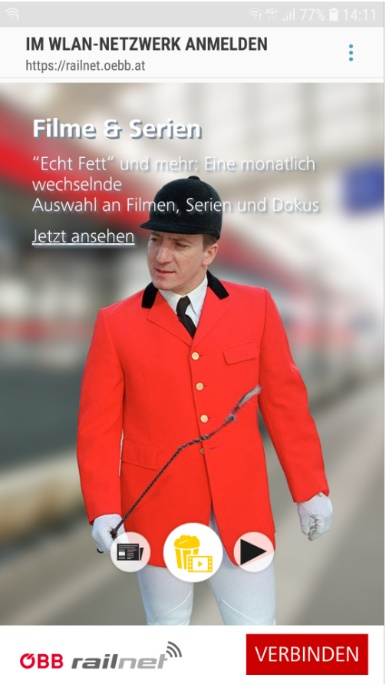 77% 14:11
IM WLAN-NETZWERK ANMELDEN
https://railnet.oebb.at
Filme & Serien
“Echt Fett” und mehr: Eine monatlich
wechselnde
Auswahl an Filmen, Serien und Dokus
Jetzt ansehen
ÖBB railnet
VERBINDEN